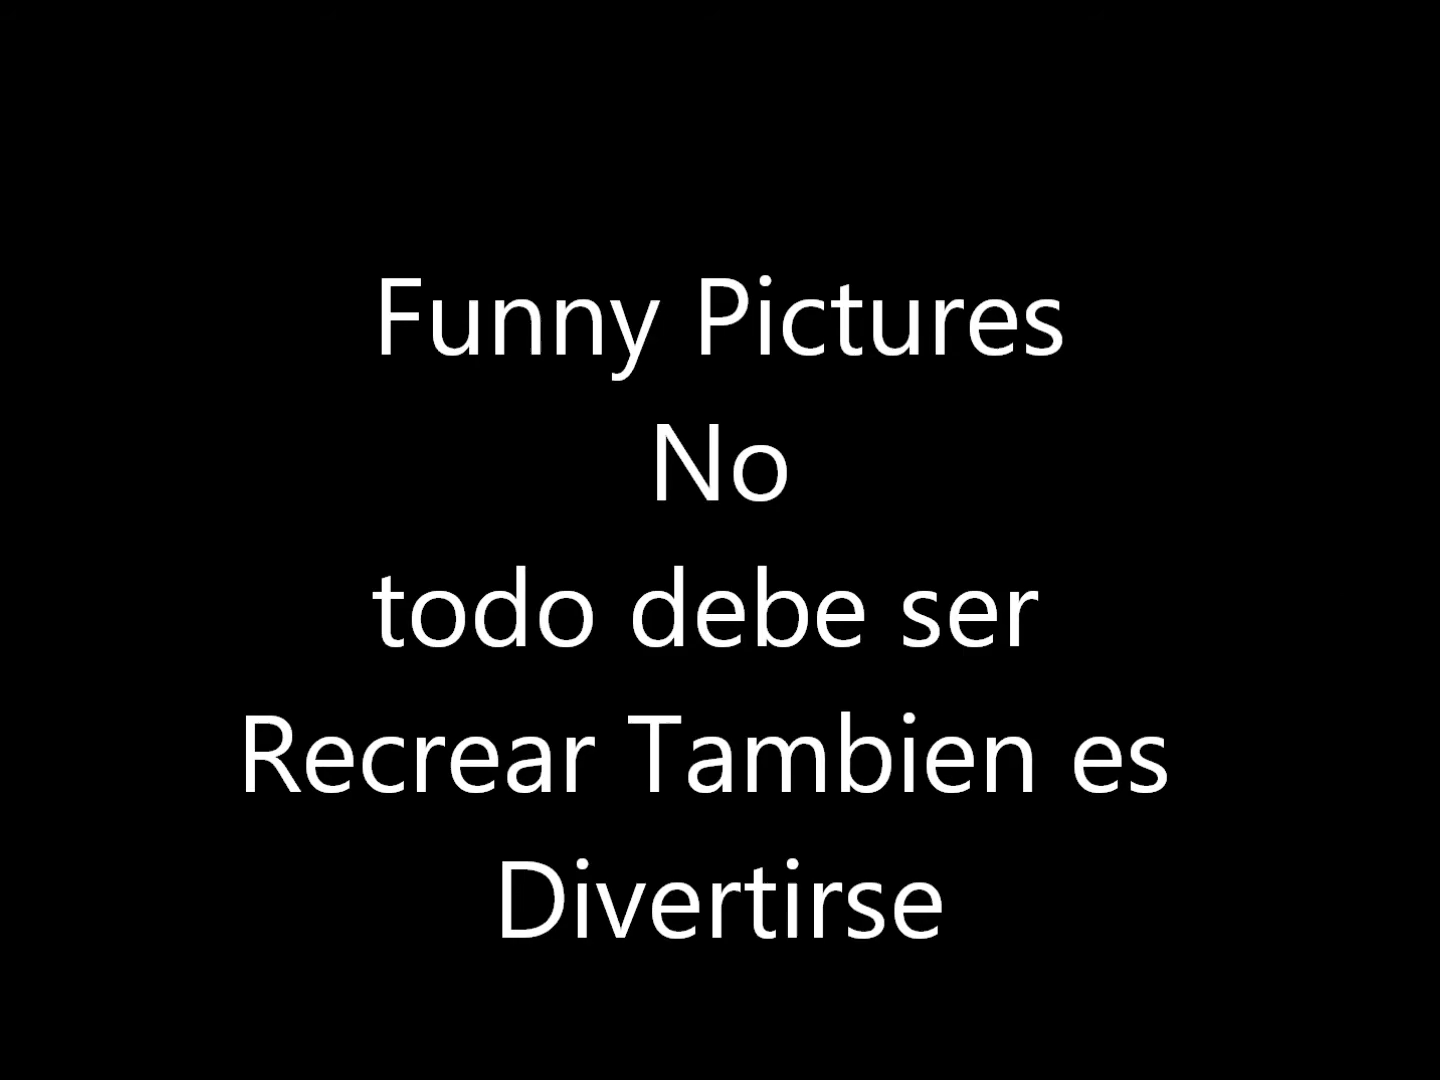 Funny Pictures
No
todo debe ser
Recrear Tambien es
Divertirse